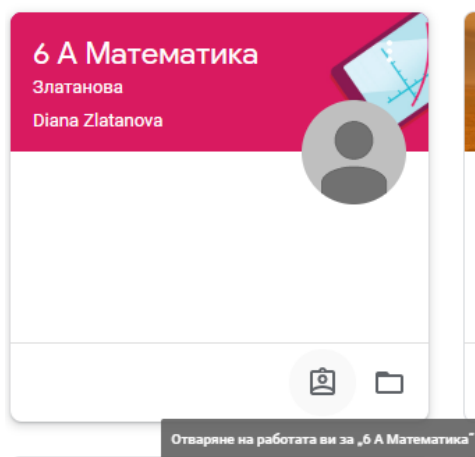 6 А Математика
Златанова
Diana Zlatanova
Отваряне на работата ви за „6 А Математика“